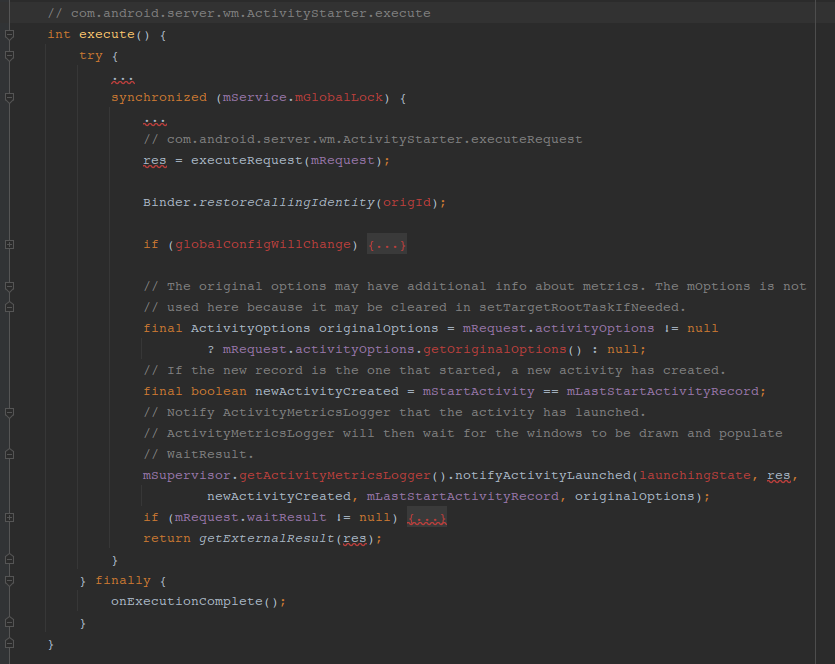 // com.android.server.wm.ActivityStarter.execute
int execute() {
try {
...
synchronized (mService.mGlobalLock) {
...
// com.android.server.wm.ActivityStarter.executeRequest
res = executeRequest(mRequest);
Binder.restoreCallingIdentity(origId);
if (globalConfigWillChange) {...}
// The original options may have additional info about metrics. The mOptions is not
// used here because it may be cleared in setTargetRootTaskIfNeeded.
final ActivityOptions originalOptions = mRequest.activityOptions != null
? mRequest.activityOptions.getOriginalOptions() : null;
// If the new record is the one that started, a new activity has created.
final boolean newActivityCreated = mStartActivity == mLastStartActivityRecord;
// Notify ActivityMetricsLogger that the activity has launched.
// ActivityMetricsLogger will then wait for the windows to be drawn and populate
// WaitResult.
mSupervisor.getActivityMetricsLogger().notifyActivityLaunched(launchingState, res,
newActivityCreated, mLastStartActivityRecord, originalOptions);
if (mRequest.waitResult != null) {...}
return getExternalResult(res);
}
} finally {
onExecutionComplete();
}
}